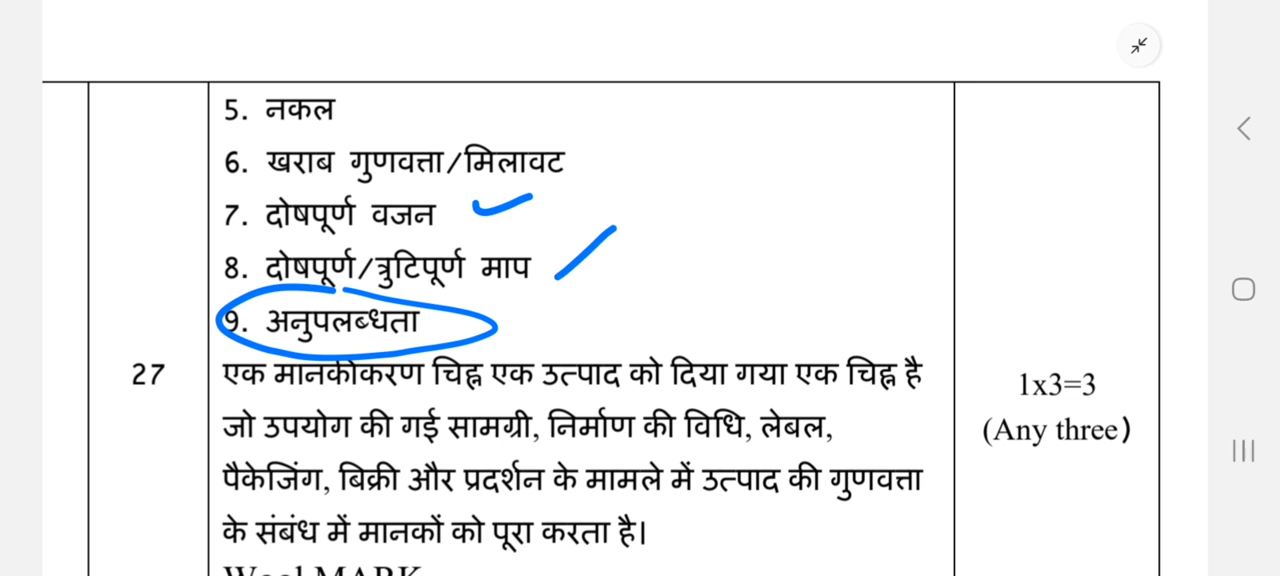 5. नकल
6. खराब गुणवत्ता/मिलावट
7. दोषपूर्ण वजन
8. दोषपूर्ण/त्रुटिपूर्ण माप
9. अनुपलब्धता
27 एक मानकीकरण चिह्न एक उत्पाद को दिया गया एक चिह्न है
जो उपयोग की गई सामग्री, निर्माण की विधि, लेबल,
1x3=3
(Any three)
पैकेजिंग, बिक्री और प्रदर्शन के मामले में उत्पाद की गुणवत्ता
के संबंध में मानकों को पूरा करता है।
Wool MARK